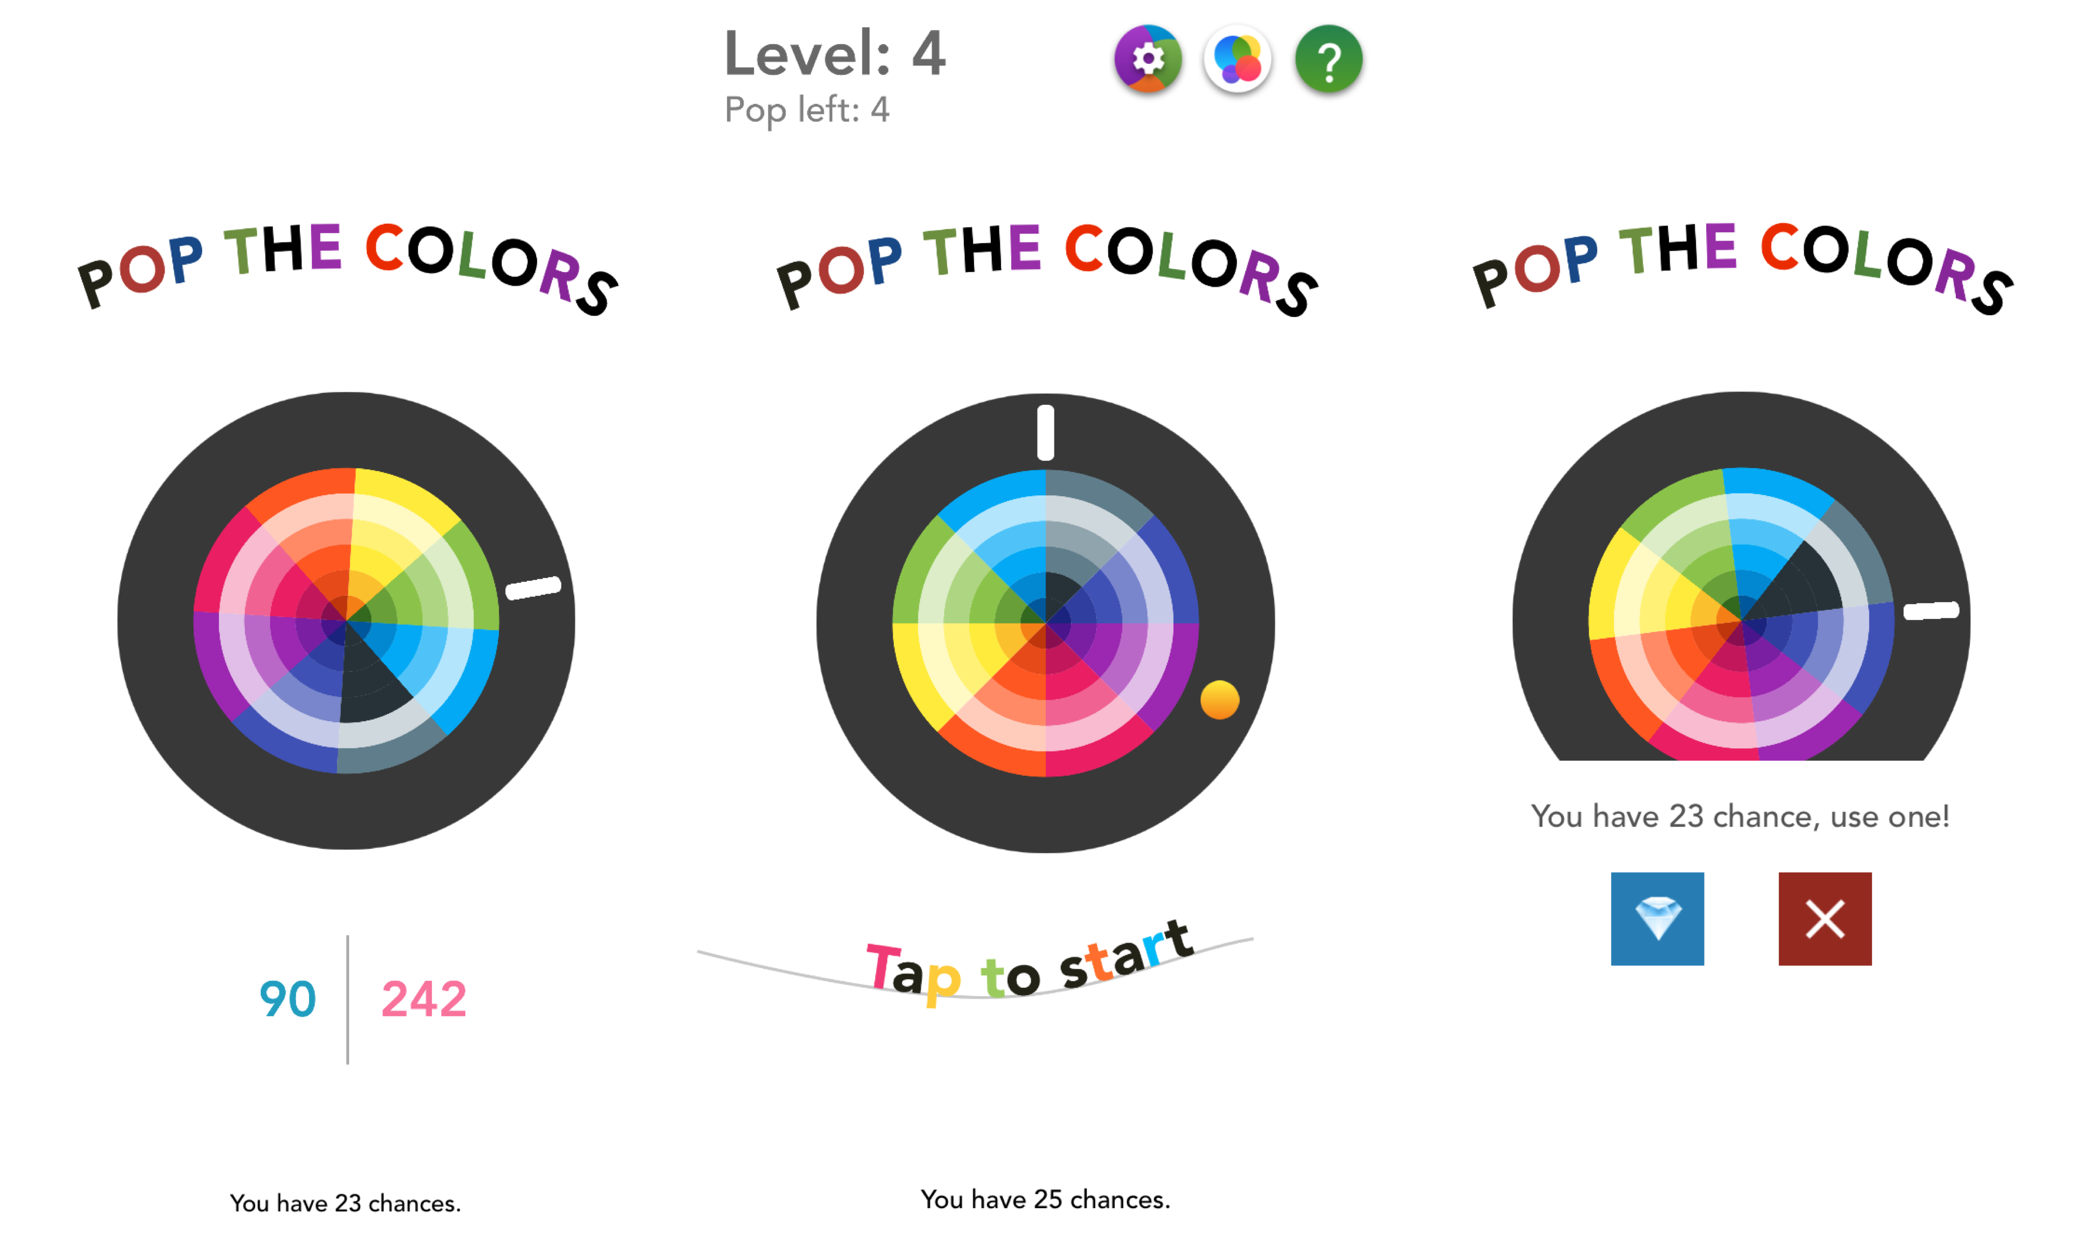 Level: 4
Pop left: 4
?
POP THE COLORS
POP THE COLORS
POP THE COLORS
90
242
You have 23 chances.
Tap to start
You have 25 chances.
You have 23 chance, use one!